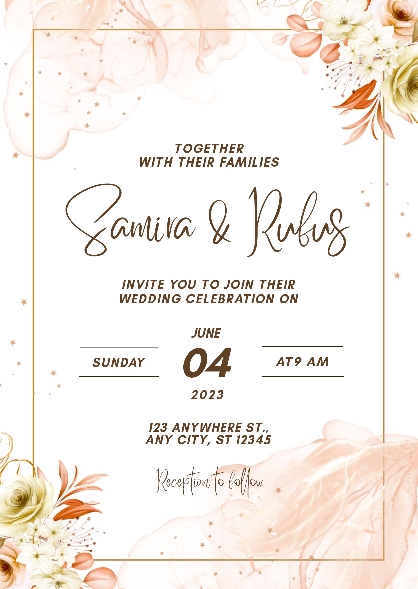 TOGETHER
WITH THEIR FAMILIES
Samira & Rufus
INVITE YOU TO JOIN THEIR
WEDDING CELEBRATION ON
JUNE
SUNDAY 04 AT9 AM
2023
123 ANYWHERE ST.,
ANY CITY, ST 12345
Reception to follow